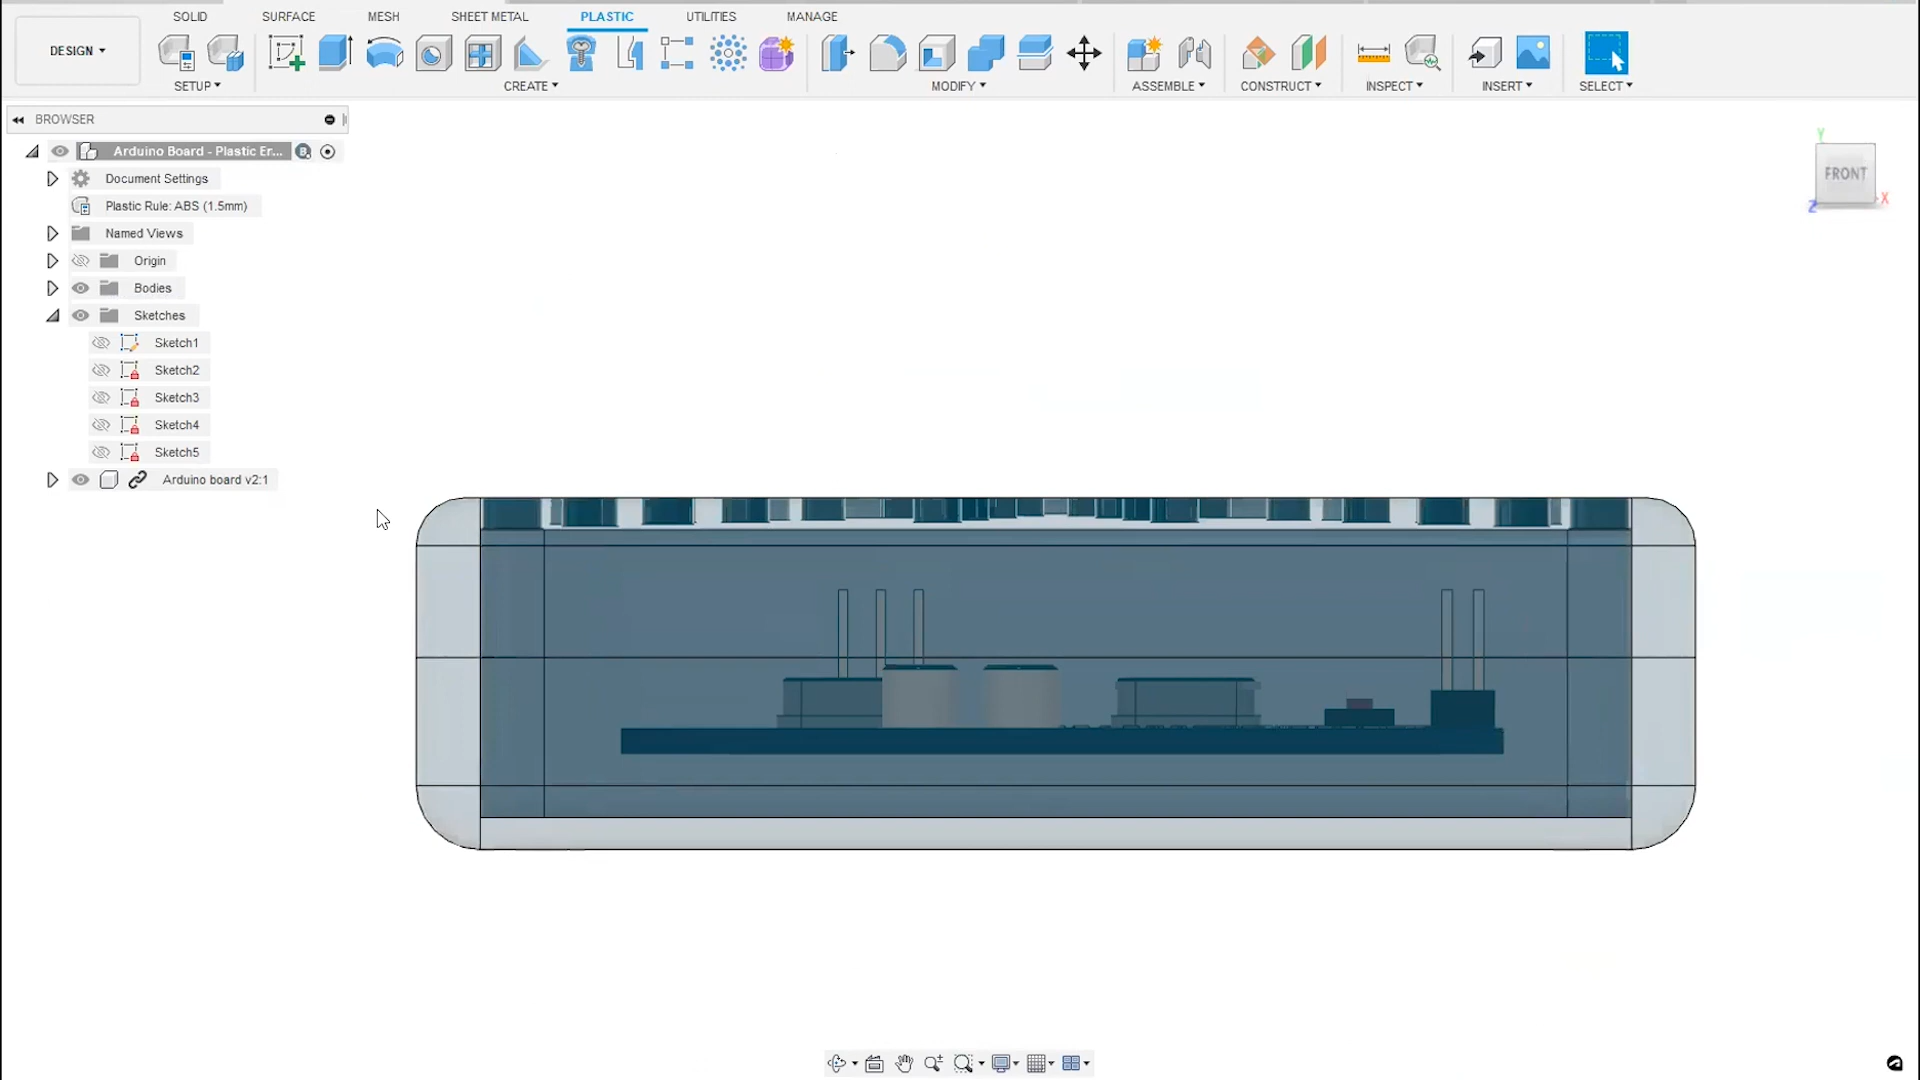 SOLID SURFACE MESH SHEET METAL PLASTIC UTILITIES MANAGE
DESIGN
SETUP CREATE MODIFY ASSEMBLE CONSTRUCT INSPECT INSERT SELECT
BROWSER
Arduino Board - Plastic Er...
Document Settings
Plastic Rule: ABS (1.5mm)
Named Views
Origin
Bodies
Sketches
Sketch1
Sketch2
Sketch3
Sketch4
Sketch5
Arduino board v2:1
Y
FRONT
X
Z